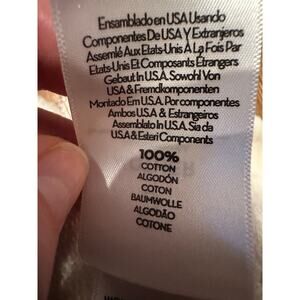 Ensamblado en USA Usando
Componentes De USA Y Extranjeros
Assemlé Aux Etats-Unis À La Fois Par
Etats-Unis Et Composants Étrangers
Gebaut In U.S.A. Sowohl Von
USA & Fremdkomponenten
Montado Em U.S.A. Por componentes
Ambos U.S.A & Estrangeiros
Assemblato In U.S.A. Sia da
U.S.A & Esteri Components
100%
COTTON
ALGODÓN
COTON
BAUMWOLLE
ALGODÃO
COTONE